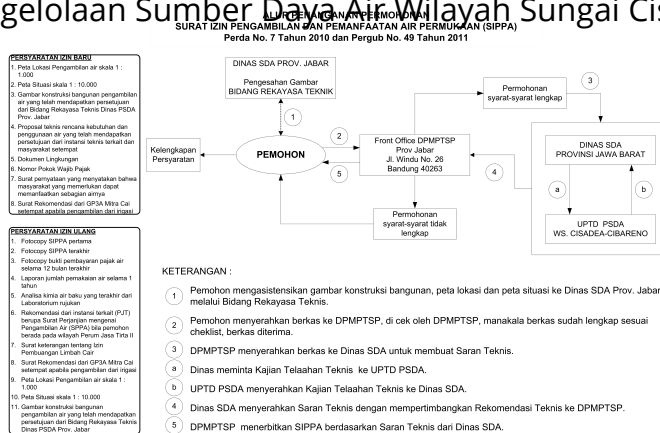 gelolaan Sumber Daya Air Wilayah Sungai Cis
ALUR PENANGANAN PERMOHONAN
SURAT IZIN PENGAMBILAN DAN PEMANFAATAN AIR PERMUKAAN (SIPPA)
Perda No. 7 Tahun 2010 dan Pergub No. 49 Tahun 2011
PERSYARATAN IZIN BARU
1. Peta Lokasi Pengambilan air skala 1 :
1.000
2. Peta Situasi skala 1 : 10.000
3. Gambar konstruksi bangunan pengambilan
air yang telah mendapatkan persetujuan
dari Bidang Rekayasa Teknis Dinas PSDA
Prov. Jabar
4. Proposal teknis rencana kebutuhan dan
penggunaan air yang telah mendapatkan
persetujuan dari instansi teknis terkait dan
masyarakat setempat
5. Dokumen Lingkungan
6. Nomor Pokok Wajib Pajak
7. Surat pernyataan yang menyatakan bahwa
masyarakat yang memerlukan dapat
memanfaatkan sebagian airnya
8. Surat Rekomendasi dari GP3A Mitra Cai
setempat apabila pengambilan dari irigasi
PERSYARATAN IZIN ULANG
1. Fotocopy SIPPA pertama
2. Fotocopy SIPPA terakhir
3. Fotocopy bukti pembayaran pajak air
selama 12 bulan terakhir
4. Laporan jumlah pemakaian air selama 1
tahun
5. Analisa kimia air baku yang terakhir dari
Laboratorium rujukan
6. Rekomendasi dari instansi terkait (PJT)
berupa Surat Perjanjian mengenai
Pengambilan Air (SPPA) bila pemohon
berada pada wilayah Perum Jasa Tirta II
7. Surat keterangan tentang Izin
Pembuangan Limbah Cair
8. Surat Rekomendasi dari GP3A Mitra Cai
setempat apabila pengambilan dari irigasi
9. Peta Lokasi Pengambilan air skala 1 :
1.000
10. Peta Situasi skala 1 : 10.000
11. Gambar konstruksi bangunan
pengambilan air yang telah mendapatkan
persetujuan dari Bidang Rekayasa Teknis
Dinas PSDA Prov. Jabar
DINAS SDA PROV. JABAR
Pengesahan Gambar
BIDANG REKAYASA TEKNIK
1
Kelengkapan
Persyaratan
PEMOHON
2
5
Front Office DPMPTSP
Prov Jabar
Jl. Windu No. 26
Bandung 40263
Permohonan
syarat-syarat lengkap
3
4
Permohonan
syarat-syarat tidak
lengkap
DINAS SDA
PROVINSI JAWA BARAT
a
b
UPTD PSDA
WS. CISADEA-CIBARENO
KETERANGAN :
1 Pemohon mengasistensikan gambar konstruksi bangunan, peta lokasi dan peta situasi ke Dinas SDA Prov. Jabar
melalui Bidang Rekayasa Teknis.
2 Pemohon menyerahkan berkas ke DPMPTSP, di cek oleh DPMPTSP, manakala berkas sudah lengkap sesuai
cheklist, berkas diterima.
3 DPMPTSP menyerahkan berkas ke Dinas SDA untuk membuat Saran Teknis.
a Dinas meminta Kajian Telaahan Teknis ke UPTD PSDA.
b UPTD PSDA menyerahkan Kajian Telaahan Teknis ke Dinas SDA.
4 Dinas SDA menyerahkan Saran Teknis dengan mempertimbangkan Rekomendasi Teknis ke DPMPTSP.
5 DPMPTSP menerbitkan SIPPA berdasarkan Saran Teknis dari Dinas SDA.